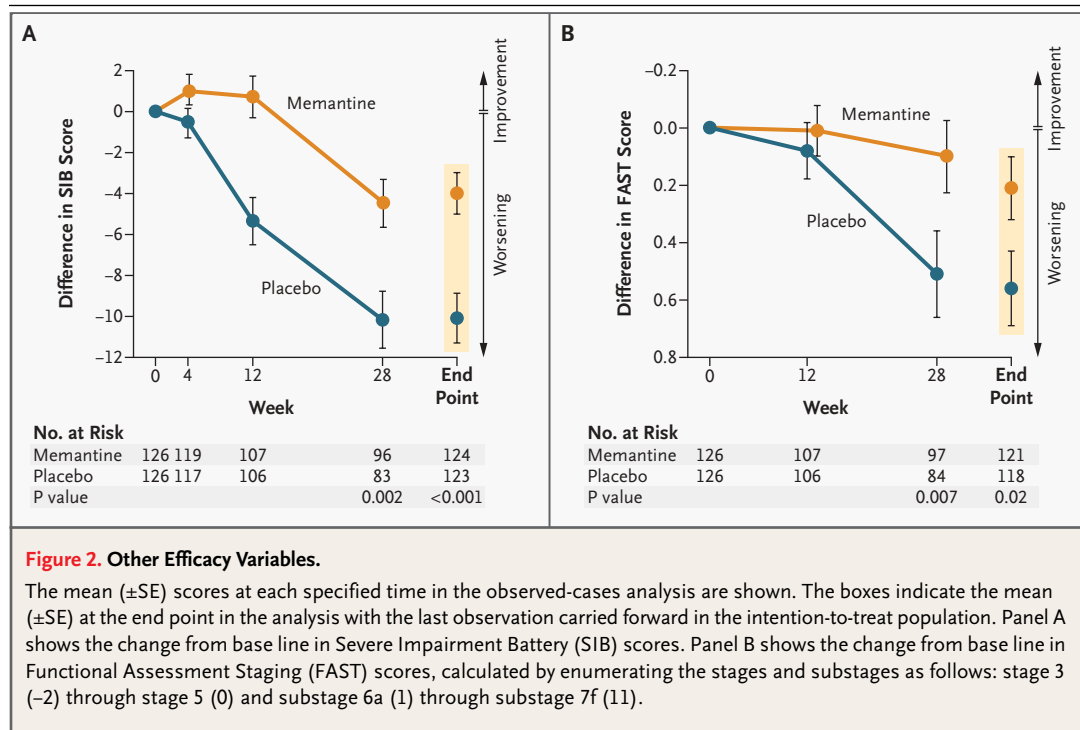 A
Difference in SIB Score
2
0
−2
−4
−6
−8
−10
−12
Memantine
Placebo
Improvement
Worsening
0 4 12 28 End Point
Week
No. at Risk
Memantine 126 119 107 96 124
Placebo 126 117 106 83 123
P value 0.002 <0.001
B
Difference in FAST Score
−0.2
0.0
0.2
0.4
0.6
0.8
Memantine
Placebo
Improvement
Worsening
0 12 28 End Point
Week
No. at Risk
Memantine 126 107 97 121
Placebo 126 106 84 118
P value 0.007 0.02
Figure 2. Other Efficacy Variables.
The mean (±SE) scores at each specified time in the observed-cases analysis are shown. The boxes indicate the mean
(±SE) at the end point in the analysis with the last observation carried forward in the intention-to-treat population. Panel A
shows the change from base line in Severe Impairment Battery (SIB) scores. Panel B shows the change from base line in
Functional Assessment Staging (FAST) scores, calculated by enumerating the stages and substages as follows: stage 3
(–2) through stage 5 (0) and substage 6a (1) through substage 7f (11).